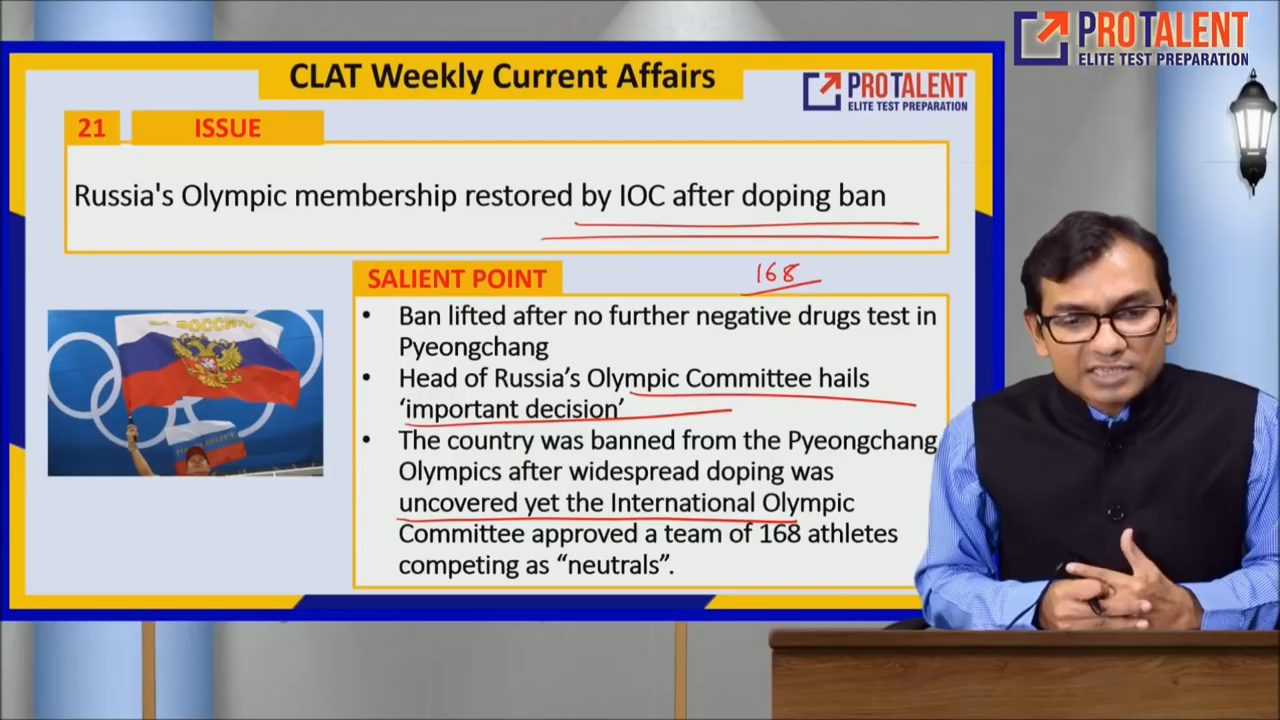 PROTALENT
ELITE TEST PREPARATION
CLAT Weekly Current Affairs
PROTALENT
ELITE TEST PREPARATION
21 ISSUE
Russia's Olympic membership restored by IOC after doping ban
SALIENT POINT
168
• Ban lifted after no further negative drugs test in
Pyeongchang
• Head of Russia’s Olympic Committee hails
‘important decision’
• The country was banned from the Pyeongchang
Olympics after widespread doping was
uncovered yet the International Olympic
Committee approved a team of 168 athletes
competing as “neutrals”.